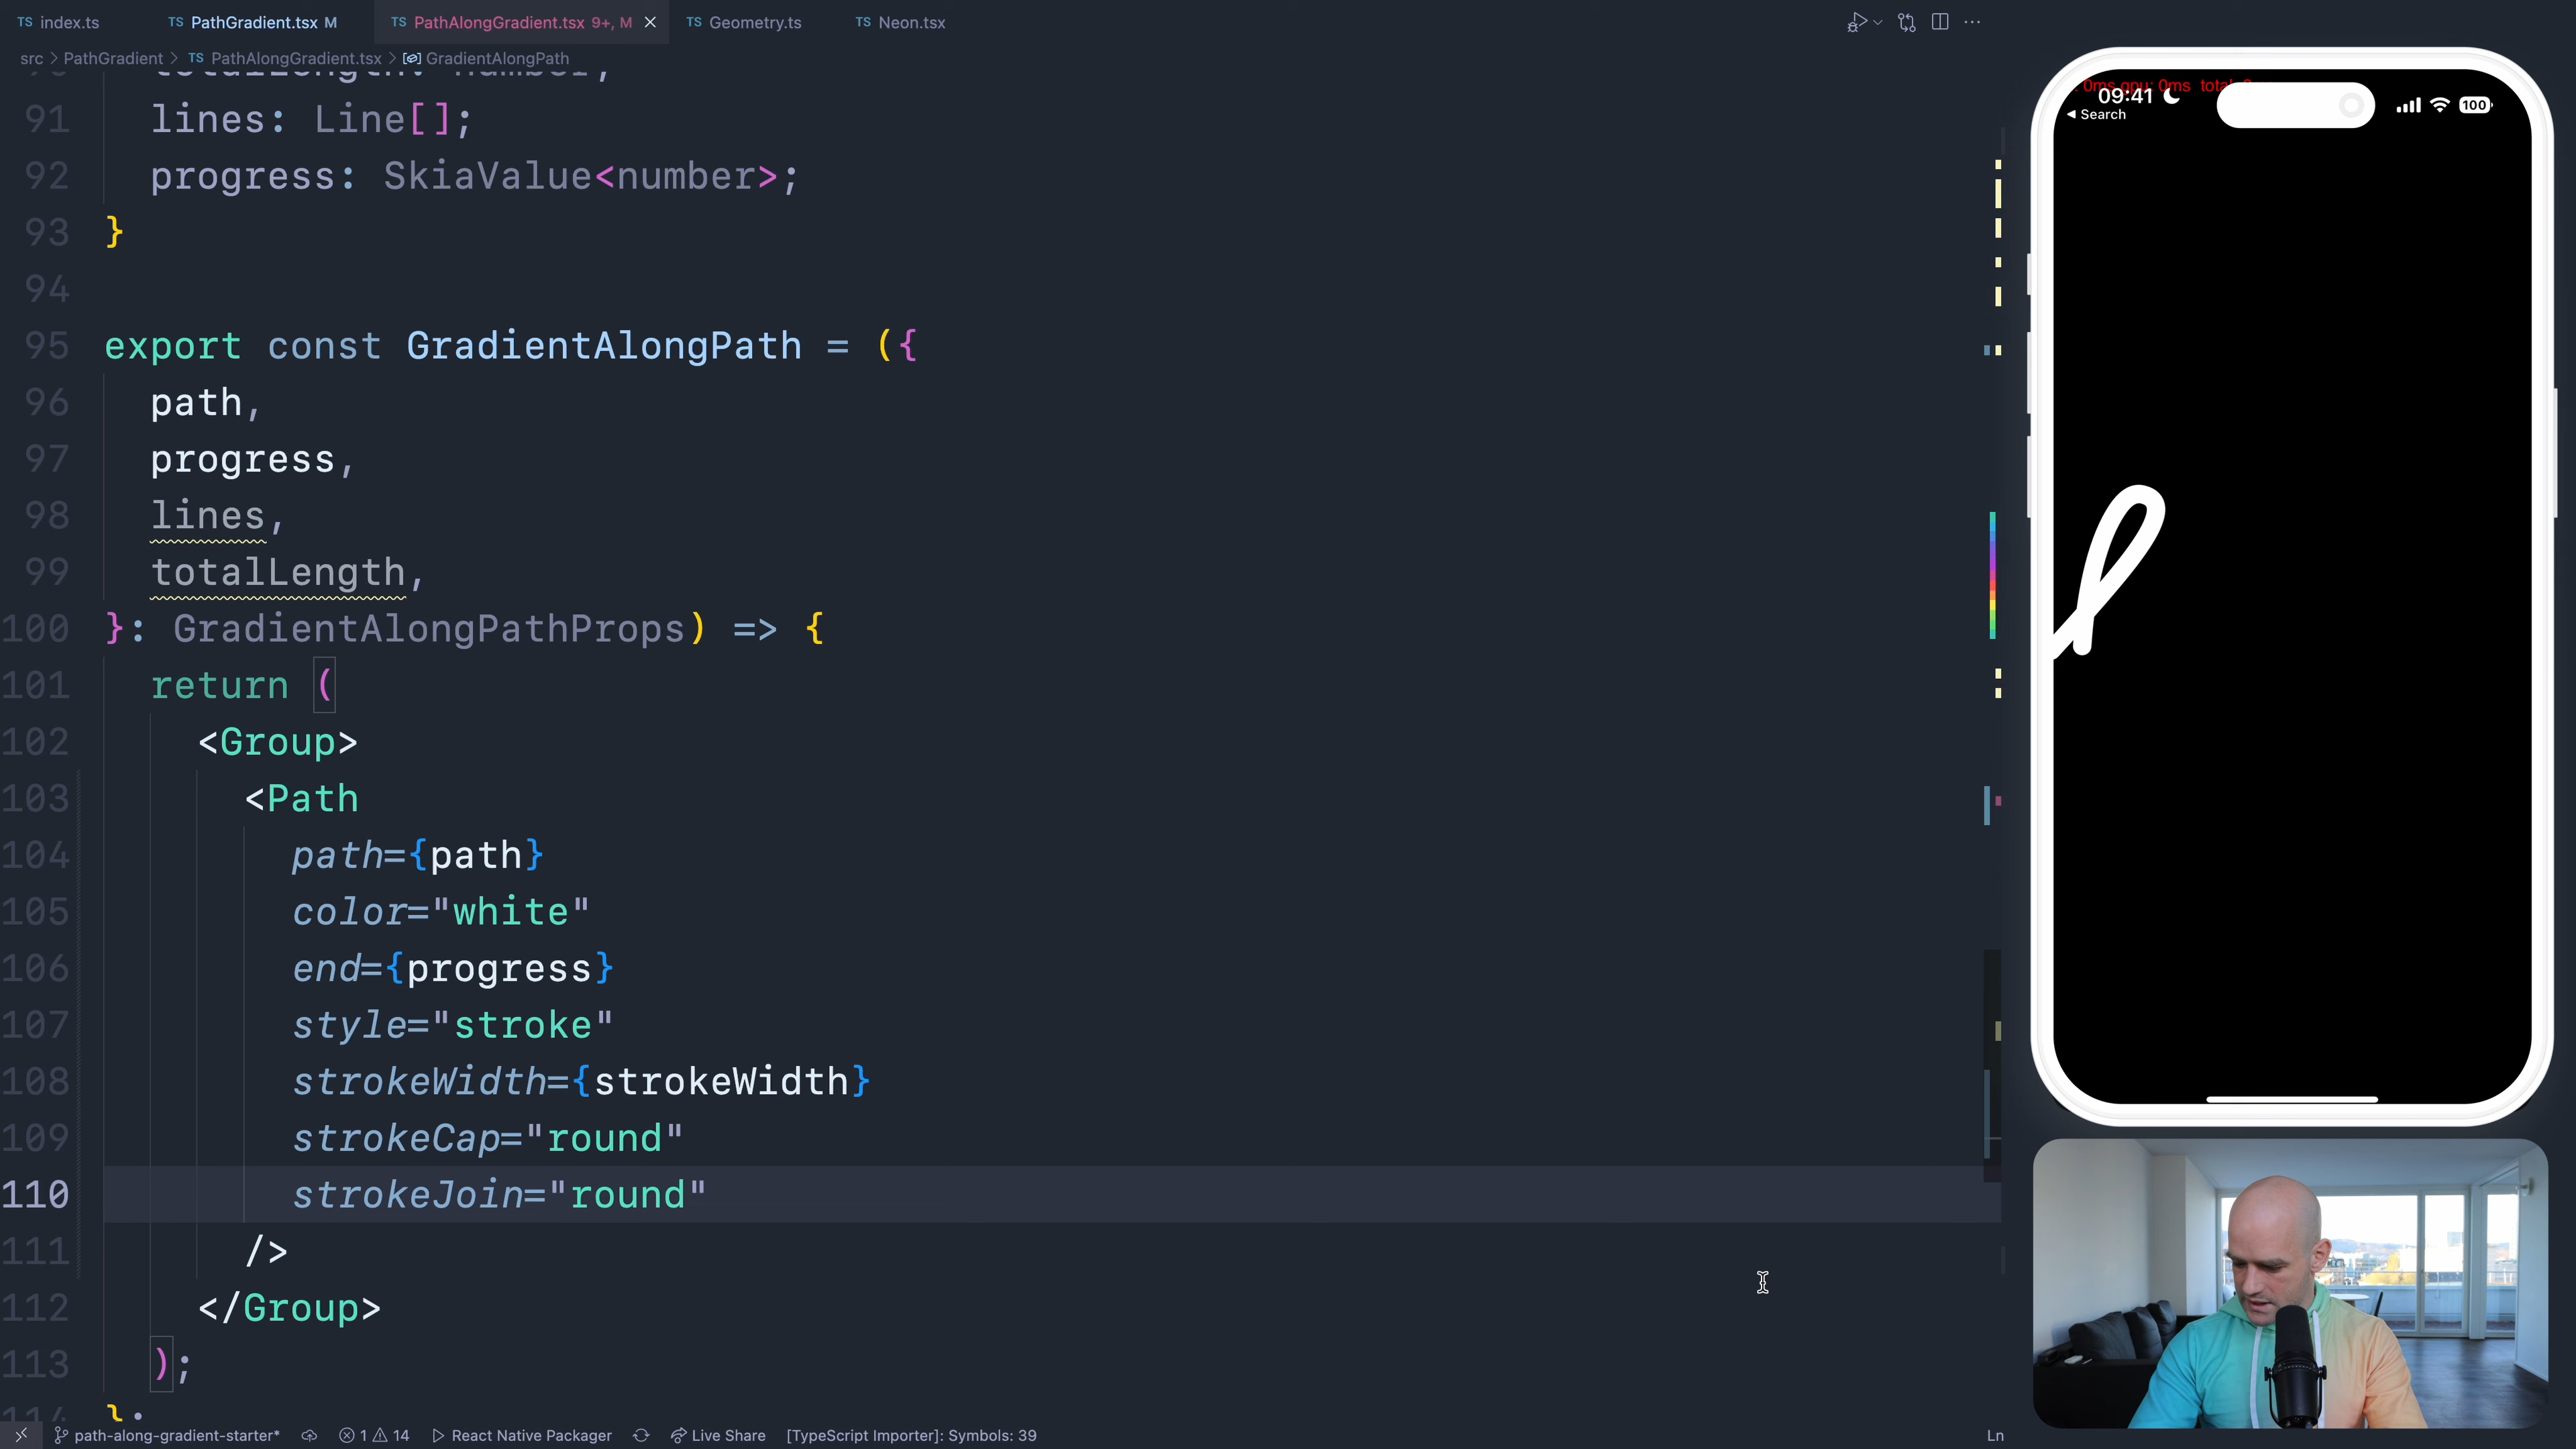 TS index.ts TS PathGradient.tsx M TS PathAlongGradient.tsx 9+, M TS Geometry.ts TS Neon.tsx
src > PathGradient > TS PathAlongGradient.tsx > GradientAlongPath
totalLength: number;
91 lines: Line[];
92 progress: SkiaValue<number>;
93 }
94
95 export const GradientAlongPath = ({
96 path,
97 progress,
98 lines,
99 totalLength,
100 }: GradientAlongPathProps) => {
101 return (
102 <Group>
103 <Path
104 path={path}
105 color="white"
106 end={progress}
107 style="stroke"
108 strokeWidth={strokeWidth}
109 strokeCap="round"
110 strokeJoin="round"
111 />
112 </Group>
113 );
114 };
path-along-gradient-starter* 1 14 React Native Packager Live Share [TypeScript Importer]: Symbols: 39 Ln
0ms gpu: 0ms
09:41 100
◀ Search